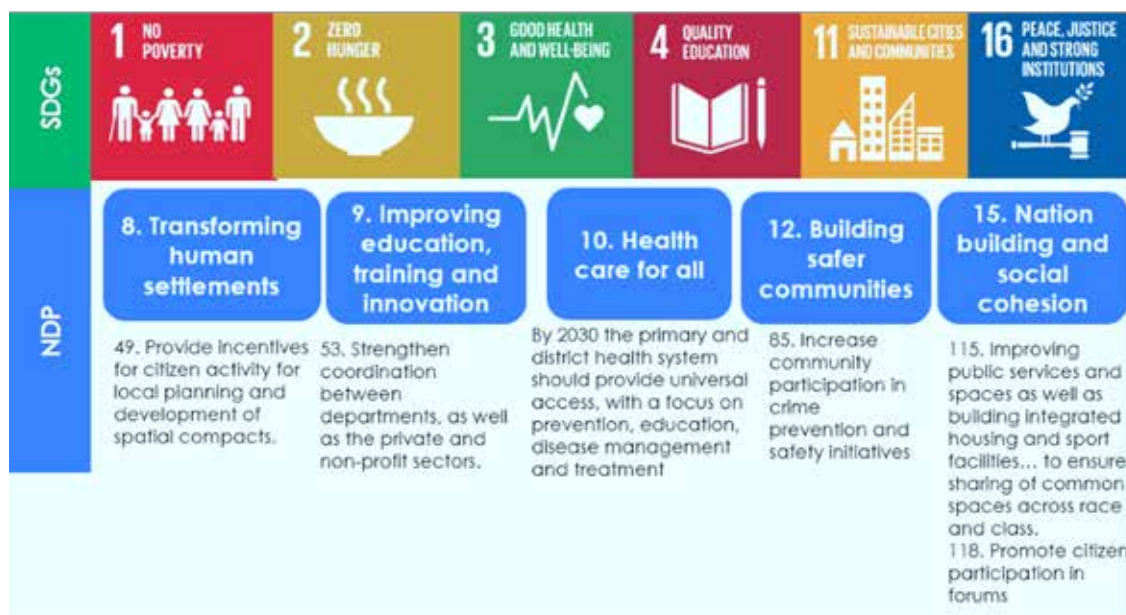 SDGs
1 NO
POVERTY
2 ZERO
HUNGER
3 GOOD HEALTH
AND WELL-BEING
4 QUALITY
EDUCATION
11 SUSTAINABLE CITIES
AND COMMUNITIES
16 PEACE, JUSTICE
AND STRONG
INSTITUTIONS
NDP
8. Transforming
human
settlements
49. Provide incentives
for citizen activity for
local planning and
development of
spatial compacts.
9. Improving
education,
training and
innovation
53. Strengthen
coordination
between
departments, as well
as the private and
non-profit sectors.
10. Health
care for all
By 2030 the primary and
district health system
should provide universal
access, with a focus on
prevention, education,
disease management
and treatment
12. Building
safer
communities
85. Increase
community
participation in
crime
prevention and
safety initiatives
15. Nation
building and
social
cohesion
115. Improving
public services and
spaces as well as
building integrated
housing and sport
facilities... to ensure
sharing of common
spaces across race
and class.
118. Promote citizen
participation in
forums